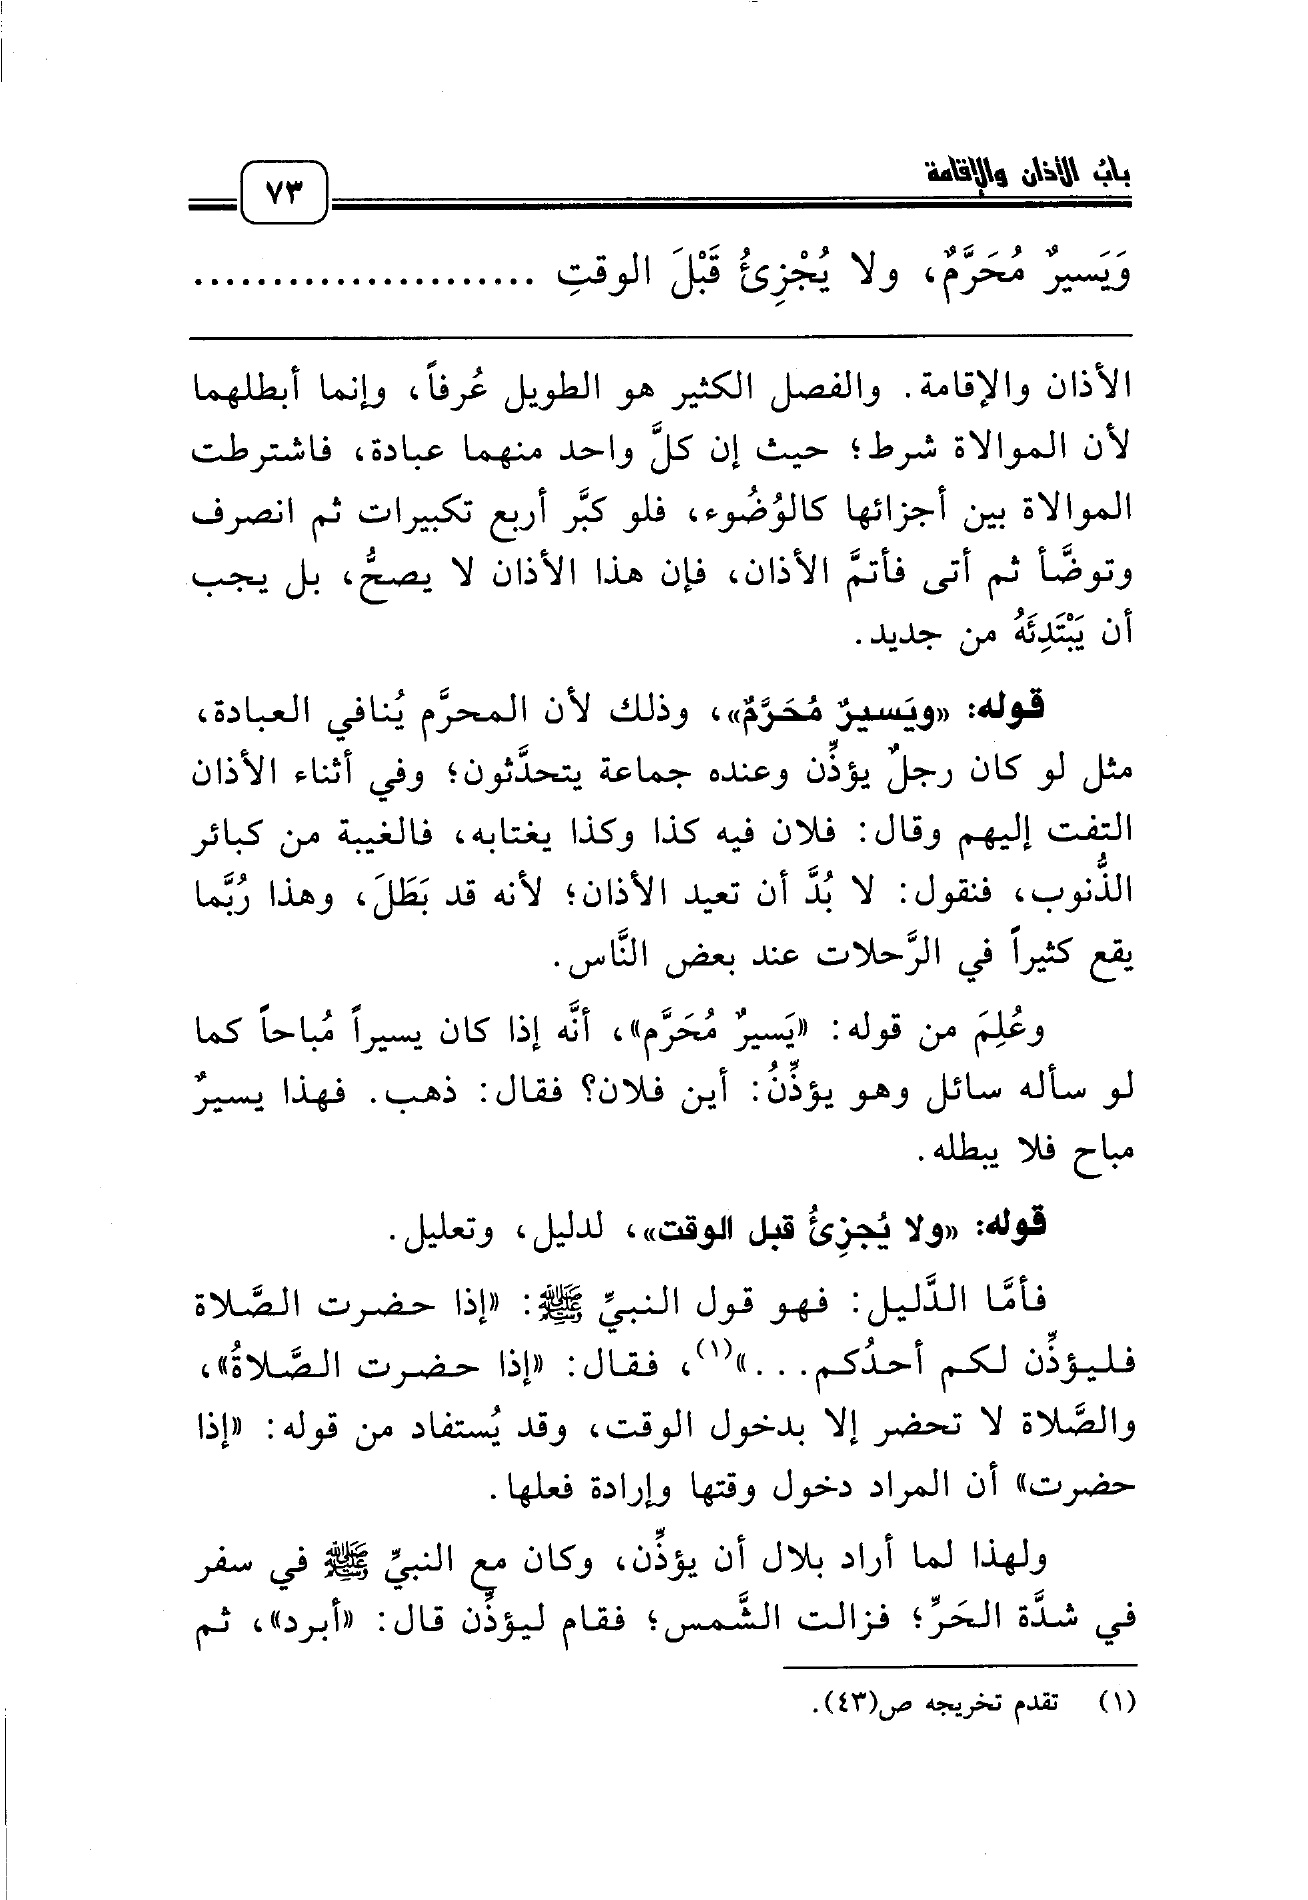 بابُ الأذان والإقامة
٧٣
وَيَسيرٌ مُحَرَّمٌ، ولا يُجْزِئُ قَبْلَ الوقتِ ......................
الأذان والإقامة. والفصل الكثير هو الطويل عُرفاً، وإنما أبطلهما
لأن الموالاة شرط؛ حيث إن كلَّ واحد منهما عبادة، فاشترطت
الموالاة بين أجزائها كالوُضُوء، فلو كبَّر أربع تكبيرات ثم انصرف
وتوضَّأ ثم أتى فأتمَّ الأذان، فإن هذا الأذان لا يصحُّ، بل يجب
أن يَبْتَدِئَهُ من جديد.
قوله: «ويَسيرٌ مُحَرَّمٌ»، وذلك لأن المحرَّم يُنافي العبادة،
مثل لو كان رجلٌ يؤذِّن وعنده جماعة يتحدَّثون؛ وفي أثناء الأذان
التفت إليهم وقال: فلان فيه كذا وكذا يغتابه، فالغيبة من كبائر
الذُّنوب، فنقول: لا بُدَّ أن تعيد الأذان؛ لأنه قد بَطَلَ، وهذا رُبَّما
يقع كثيراً في الرَّحلات عند بعض النَّاس.
وعُلِمَ من قوله: «يَسيرٌ مُحَرَّم»، أنَّه إذا كان يسيراً مُباحاً كما
لو سأله سائل وهو يؤذِّنُ: أين فلان؟ فقال: ذهب. فهذا يسيرٌ
مباح فلا يبطله.
قوله: «ولا يُجزِئُ قبل الوقت»، لدليل، وتعليل.
فأمَّا الدَّليل: فهو قول النبيِّ ﷺ: «إذا حضرت الصَّلاة
فليؤذِّن لكم أحدُكم...»(١)، فقال: «إذا حضرت الصَّلاةُ»،
والصَّلاة لا تحضر إلا بدخول الوقت، وقد يُستفاد من قوله: «إذا
حضرت» أن المراد دخول وقتها وإرادة فعلها.
ولهذا لما أراد بلال أن يؤذِّن، وكان مع النبيِّ ﷺ في سفر
في شدَّة الحَرِّ؛ فزالت الشَّمس؛ فقام ليؤذِّن قال: «أبرد»، ثم
(١) تقدم تخريجه ص(٤٣).